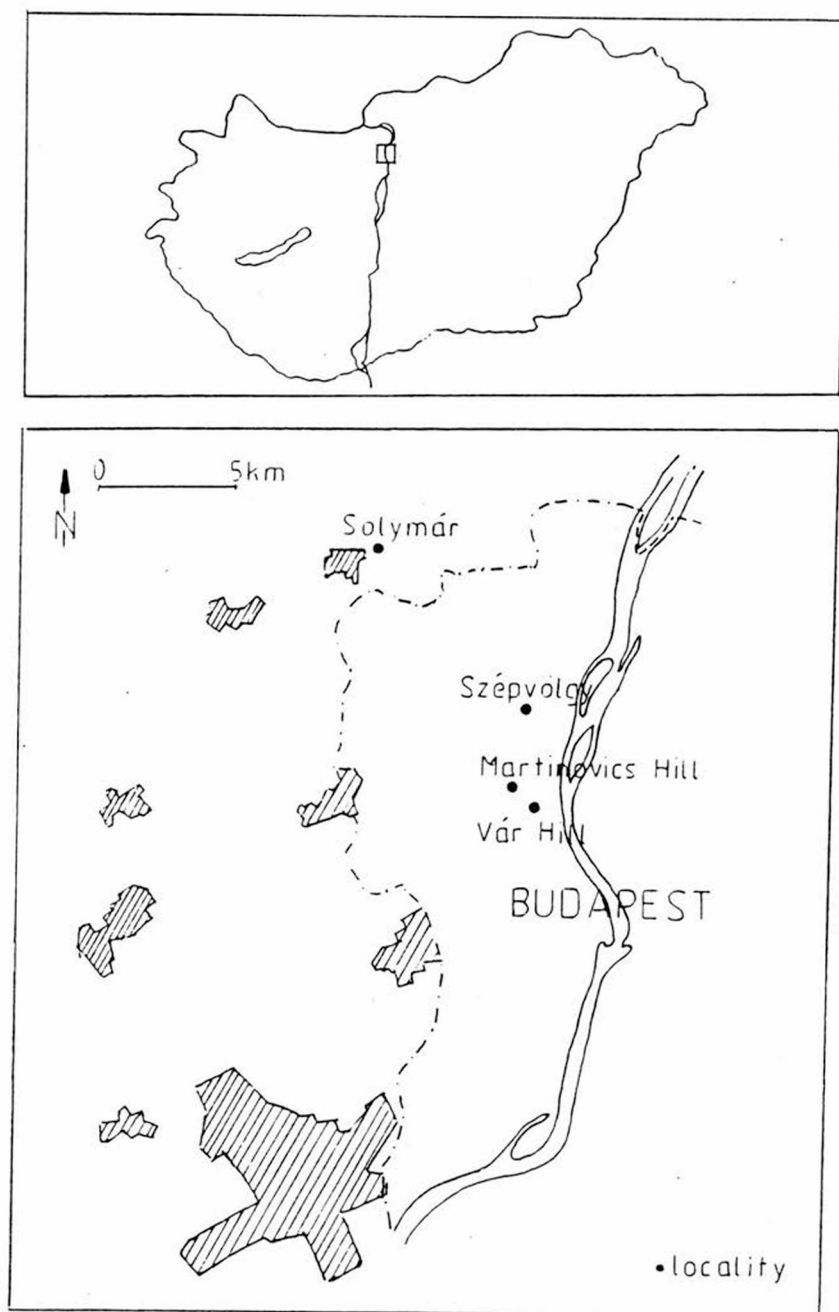 0 5km
N
Solymár
Szépvölgy
Martinovics Hill
Vár Hill
BUDAPEST
locality